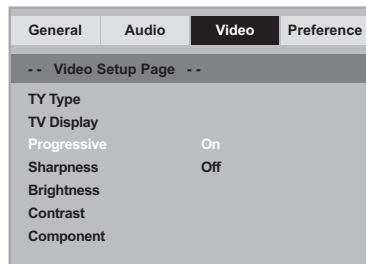 General Audio Video Preference
- - Video Setup Page - -
TY Type
TV Display
Progressive On
Sharpness Off
Brightness
Contrast
Component